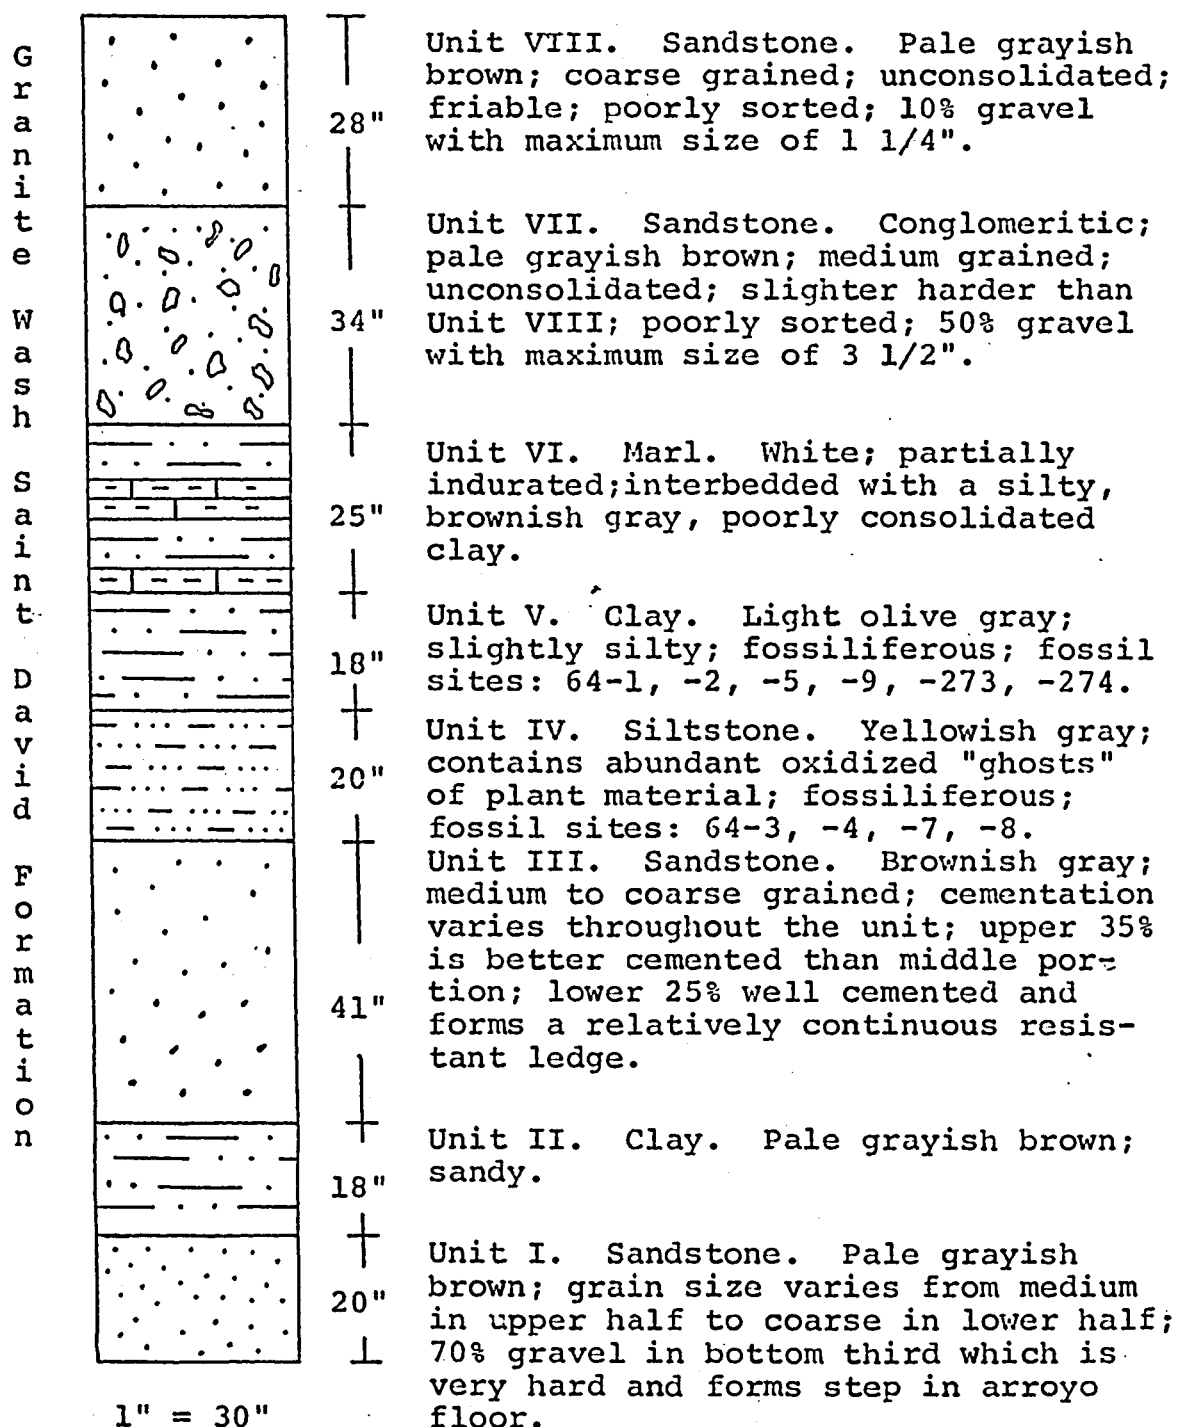 Granite Wash Saint David Formation
28"
Unit VIII. Sandstone. Pale grayish
brown; coarse grained; unconsolidated;
friable; poorly sorted; 10% gravel
with maximum size of 1 1/4".
34"
Unit VII. Sandstone. Conglomeritic;
pale grayish brown; medium grained;
unconsolidated; slighter harder than
Unit VIII; poorly sorted; 50% gravel
with maximum size of 3 1/2".
25"
Unit VI. Marl. White; partially
indurated;interbedded with a silty,
brownish gray, poorly consolidated
clay.
18"
Unit V. Clay. Light olive gray;
slightly silty; fossiliferous; fossil
sites: 64-1, -2, -5, -9, -273, -274.
20"
Unit IV. Siltstone. Yellowish gray;
contains abundant oxidized "ghosts"
of plant material; fossiliferous;
fossil sites: 64-3, -4, -7, -8.
41"
Unit III. Sandstone. Brownish gray;
medium to coarse grained; cementation
varies throughout the unit; upper 35%
is better cemented than middle por-
tion; lower 25% well cemented and
forms a relatively continuous resis-
tant ledge.
18"
Unit II. Clay. Pale grayish brown;
sandy.
20"
Unit I. Sandstone. Pale grayish
brown; grain size varies from medium
in upper half to coarse in lower half;
70% gravel in bottom third which is
very hard and forms step in arroyo
floor.
1" = 30"